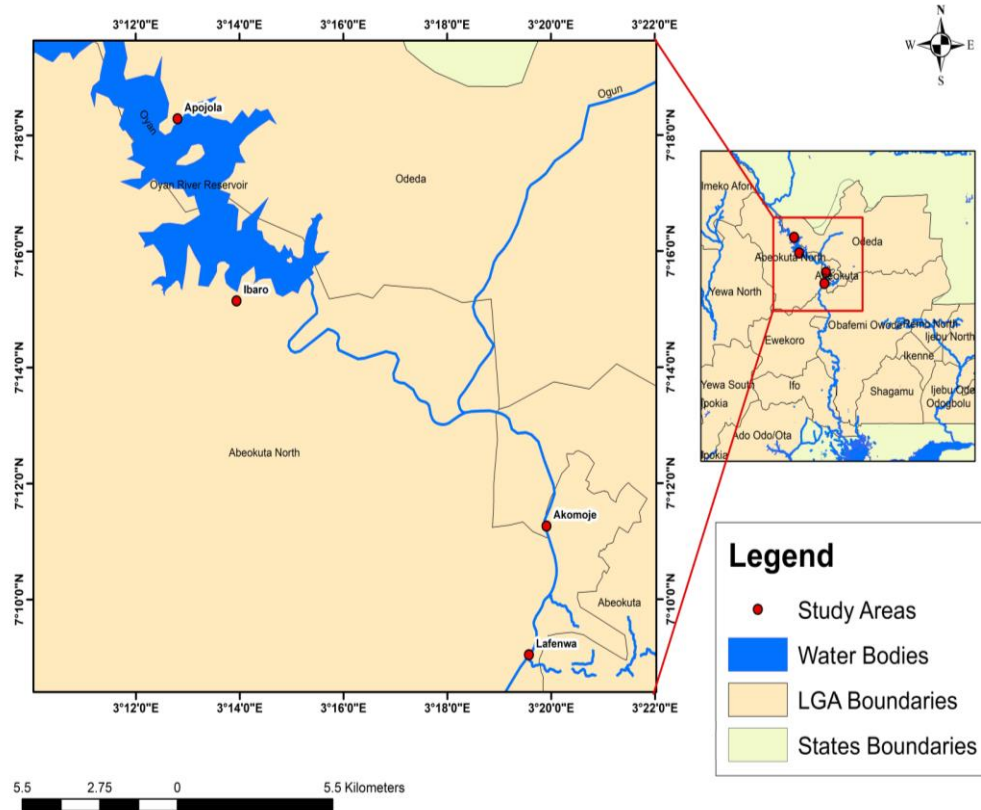 3°12'0"E 3°14'0"E 3°16'0"E 3°18'0"E 3°20'0"E 3°22'0"E
N
W E
S
7°18'0"N
7°16'0"N
7°14'0"N
7°12'0"N
7°10'0"N
Apojola
Oyan
Oyan River Reservoir
Odeda
Ogun
Ibaro
Abeokuta North
Akomoje
Abeokuta
Lafenwa
7°18'0"N
7°16'0"N
7°14'0"N
7°12'0"N
7°10'0"N
3°12'0"E 3°14'0"E 3°16'0"E 3°18'0"E 3°20'0"E 3°22'0"E
Imeko Afon
Odeda
Abeokuta North
Abeokuta
Yewa North
Obafemi Owode
Remo North
Ijebu North
Ewekoro
Ikenne
Yewa South
Ifo
Shagamu
Ijebu Ode
Ipokia
Odogbolu
Ado Odo/Ota
Ipokia
Legend
Study Areas
Water Bodies
LGA Boundaries
States Boundaries
5.5 2.75 0 5.5 Kilometers